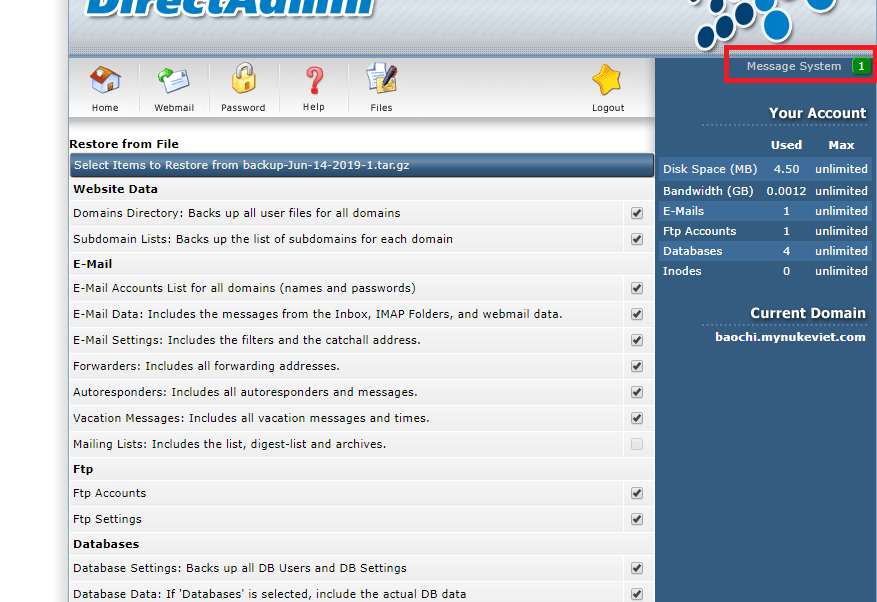 DirectAdmin
Message System 1
Home
Webmail
Password
Help
Files
Logout
Restore from File
Select Items to Restore from backup-Jun-14-2019-1.tar.gz
Website Data
Domains Directory: Backs up all user files for all domains
Subdomain Lists: Backs up the list of subdomains for each domain
E-Mail
E-Mail Accounts List for all domains (names and passwords)
E-Mail Data: Includes the messages from the Inbox, IMAP Folders, and webmail data.
E-Mail Settings: Includes the filters and the catchall address.
Forwarders: Includes all forwarding addresses.
Autoresponders: Includes all autoresponders and messages.
Vacation Messages: Includes all vacation messages and times.
Mailing Lists: Includes the list, digest-list and archives.
Ftp
Ftp Accounts
Ftp Settings
Databases
Database Settings: Backs up all DB Users and DB Settings
Database Data: If 'Databases' is selected, include the actual DB data
Your Account
Used Max
Disk Space (MB) 4.50 unlimited
Bandwidth (GB) 0.0012 unlimited
E-Mails 1 unlimited
Ftp Accounts 1 unlimited
Databases 4 unlimited
Inodes 0 unlimited
Current Domain
baochi.mynukeviet.com